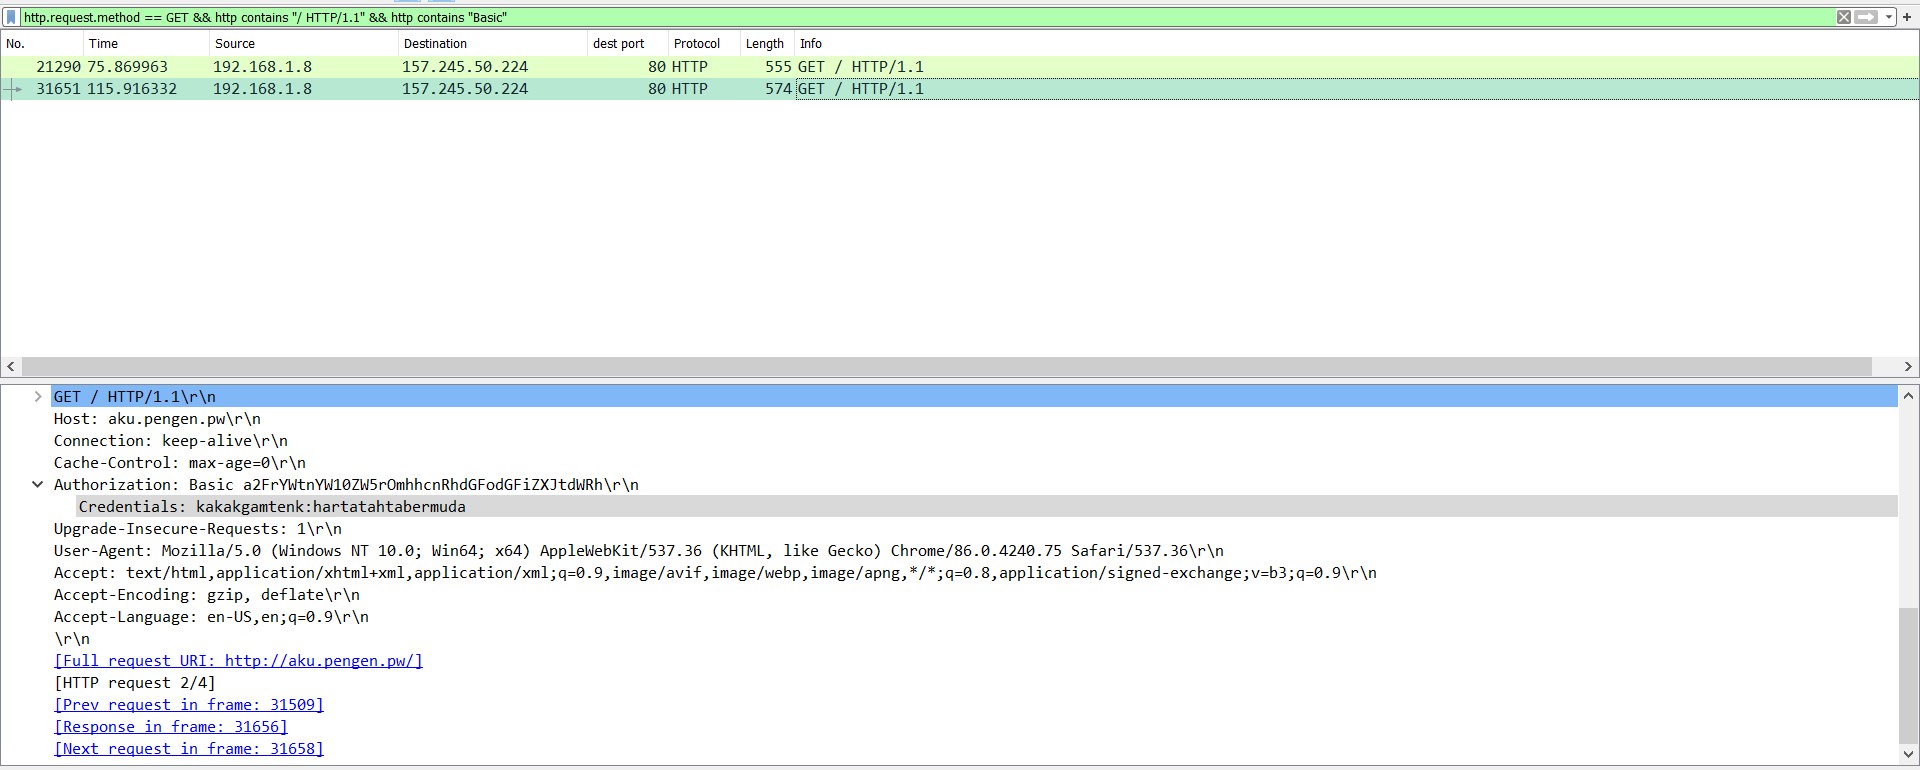 http.request.method == GET && http contains "/ HTTP/1.1" && http contains "Basic"
No. Time Source Destination dest port Protocol Length Info
21290 75.869963 192.168.1.8 157.245.50.224 80 HTTP 555 GET / HTTP/1.1
31651 115.916332 192.168.1.8 157.245.50.224 80 HTTP 574 GET / HTTP/1.1
GET / HTTP/1.1\r\n
Host: aku.pengen.pw\r\n
Connection: keep-alive\r\n
Cache-Control: max-age=0\r\n
Authorization: Basic a2FrYWtnYW10ZW5rOmhhcnRhdGFodGFiZXJtdWRh\r\n
Credentials: kakakgamtenk:hartatahtabermuda
Upgrade-Insecure-Requests: 1\r\n
User-Agent: Mozilla/5.0 (Windows NT 10.0; Win64; x64) AppleWebKit/537.36 (KHTML, like Gecko) Chrome/86.0.4240.75 Safari/537.36\r\n
Accept: text/html,application/xhtml+xml,application/xml;q=0.9,image/avif,image/webp,image/apng,*/*;q=0.8,application/signed-exchange;v=b3;q=0.9\r\n
Accept-Encoding: gzip, deflate\r\n
Accept-Language: en-US,en;q=0.9\r\n
\r\n
[Full request URI: http://aku.pengen.pw/]
[HTTP request 2/4]
[Prev request in frame: 31509]
[Response in frame: 31656]
[Next request in frame: 31658]